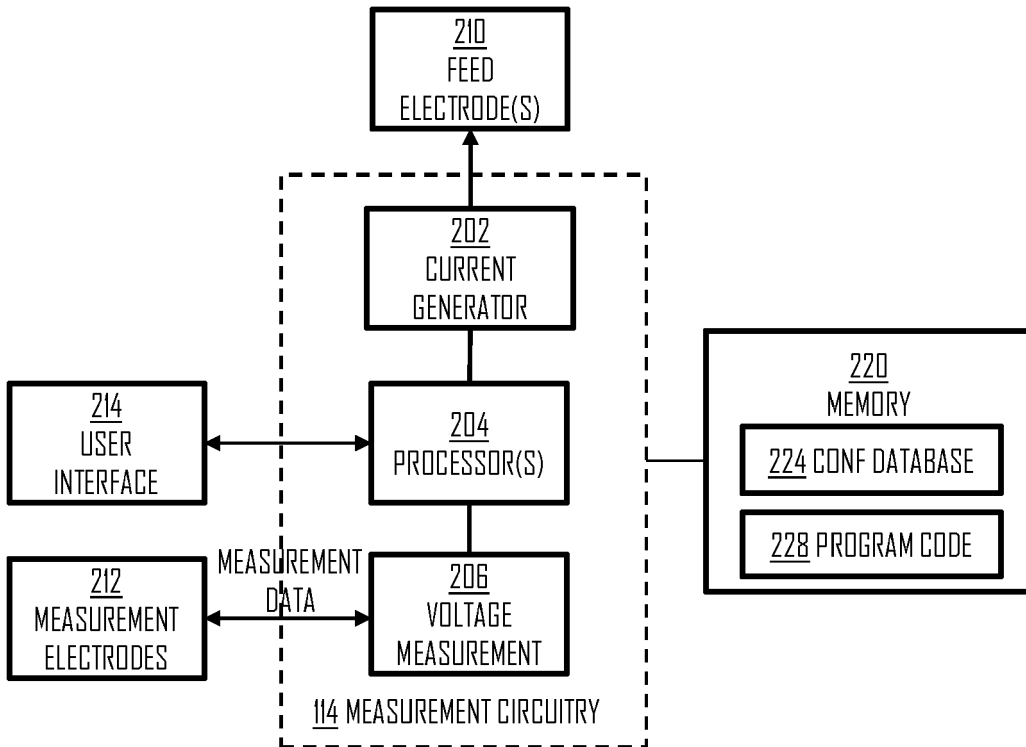 210
FEED
ELECTRODE(S)
202
CURRENT
GENERATOR
214
USER
INTERFACE
204
PROCESSOR(S)
220
MEMORY
224 CONF DATABASE
228 PROGRAM CODE
212
MEASUREMENT
ELECTRODES
MEASUREMENT
DATA
206
VOLTAGE
MEASUREMENT
114 MEASUREMENT CIRCUITRY